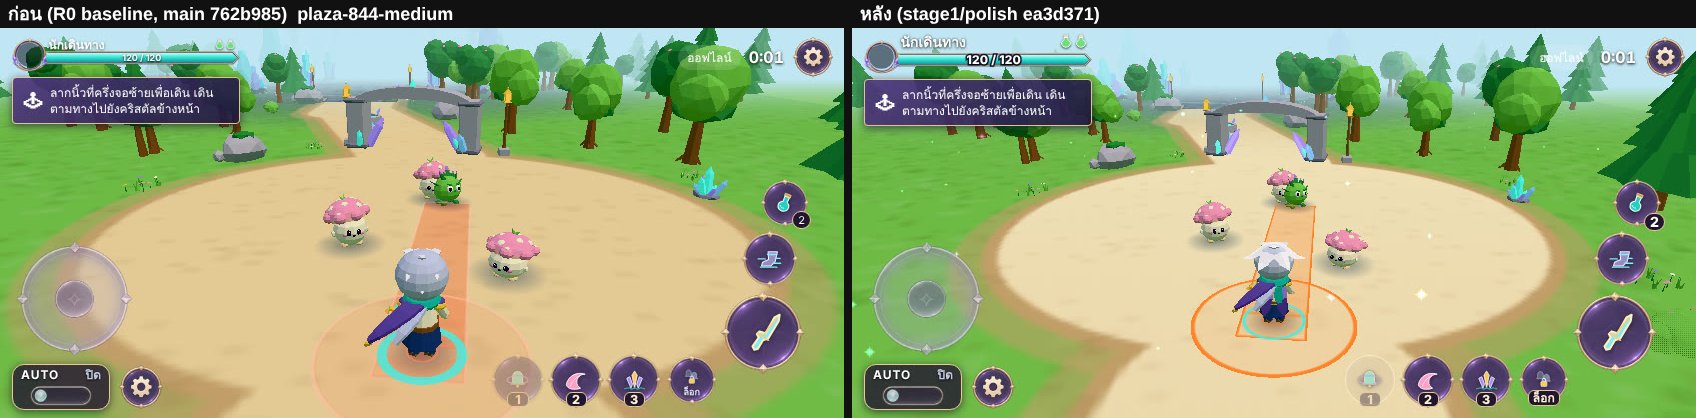 ก่อน (R0 baseline, main 762b985) plaza-844-medium
นักเดินทาง
120 / 120
ออฟไลน์ 0:01
ลากนิ้วที่ครึ่งจอซ้ายเพื่อเดิน เดิน
ตามทางไปยังคริสตัลข้างหน้า
2
AUTO ปิด
1
2
3
ล็อก
หลัง (stage1/polish ea3d371)
นักเดินทาง
120 / 120
ออฟไลน์ 0:01
ลากนิ้วที่ครึ่งจอซ้ายเพื่อเดิน เดิน
ตามทางไปยังคริสตัลข้างหน้า
2
AUTO ปิด
1
2
3
ล็อก